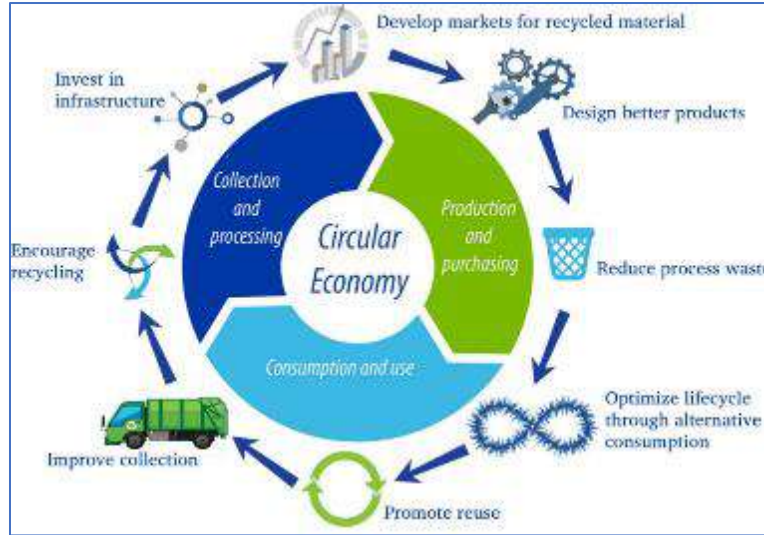 Develop markets for recycled material
Invest in
infrastructure
Design better products
Collection
and
processing
Production
and
purchasing
Circular
Economy
Encourage
recycling
Reduce process waste
Consumption and use
Optimize lifecycle
through alternative
consumption
Improve collection
Promote reuse